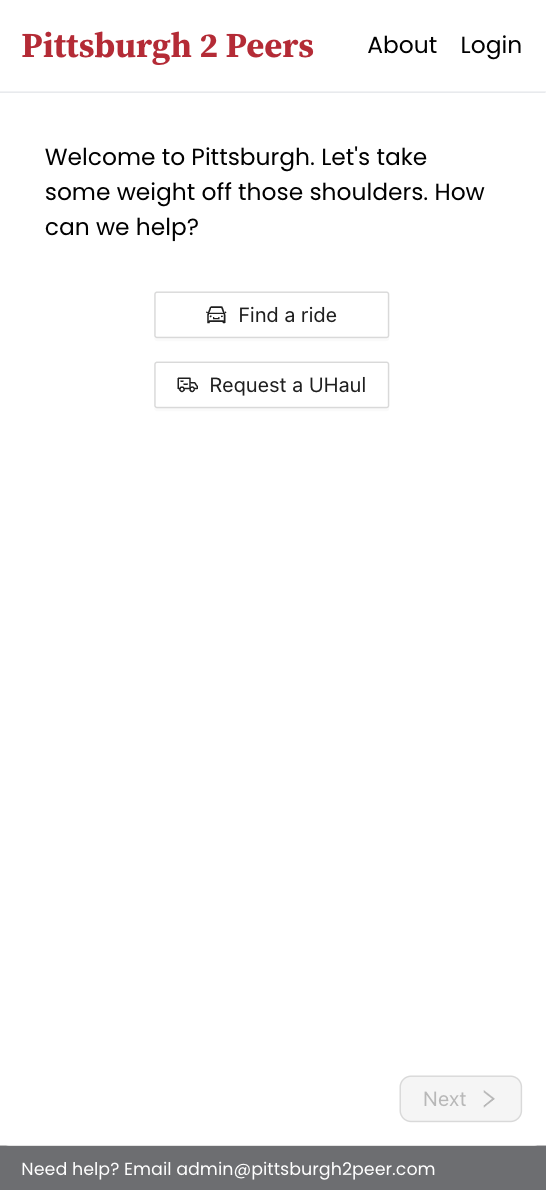 Pittsburgh 2 Peers
About
Login
Welcome to Pittsburgh. Let's take
some weight off those shoulders. How
can we help?
Find a ride
Request a UHaul
Next
Need help? Email admin@pittsburgh2peer.com